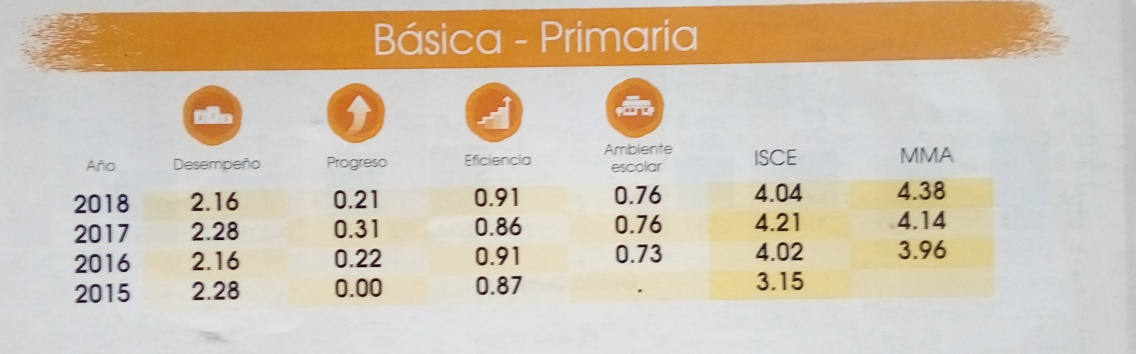 Básica - Primaria
Año Desempeño Progreso Eficiencia Ambiente escolar ISCE MMA
2018 2.16 0.21 0.91 0.76 4.04 4.38
2017 2.28 0.31 0.86 0.76 4.21 4.14
2016 2.16 0.22 0.91 0.73 4.02 3.96
2015 2.28 0.00 0.87 . 3.15